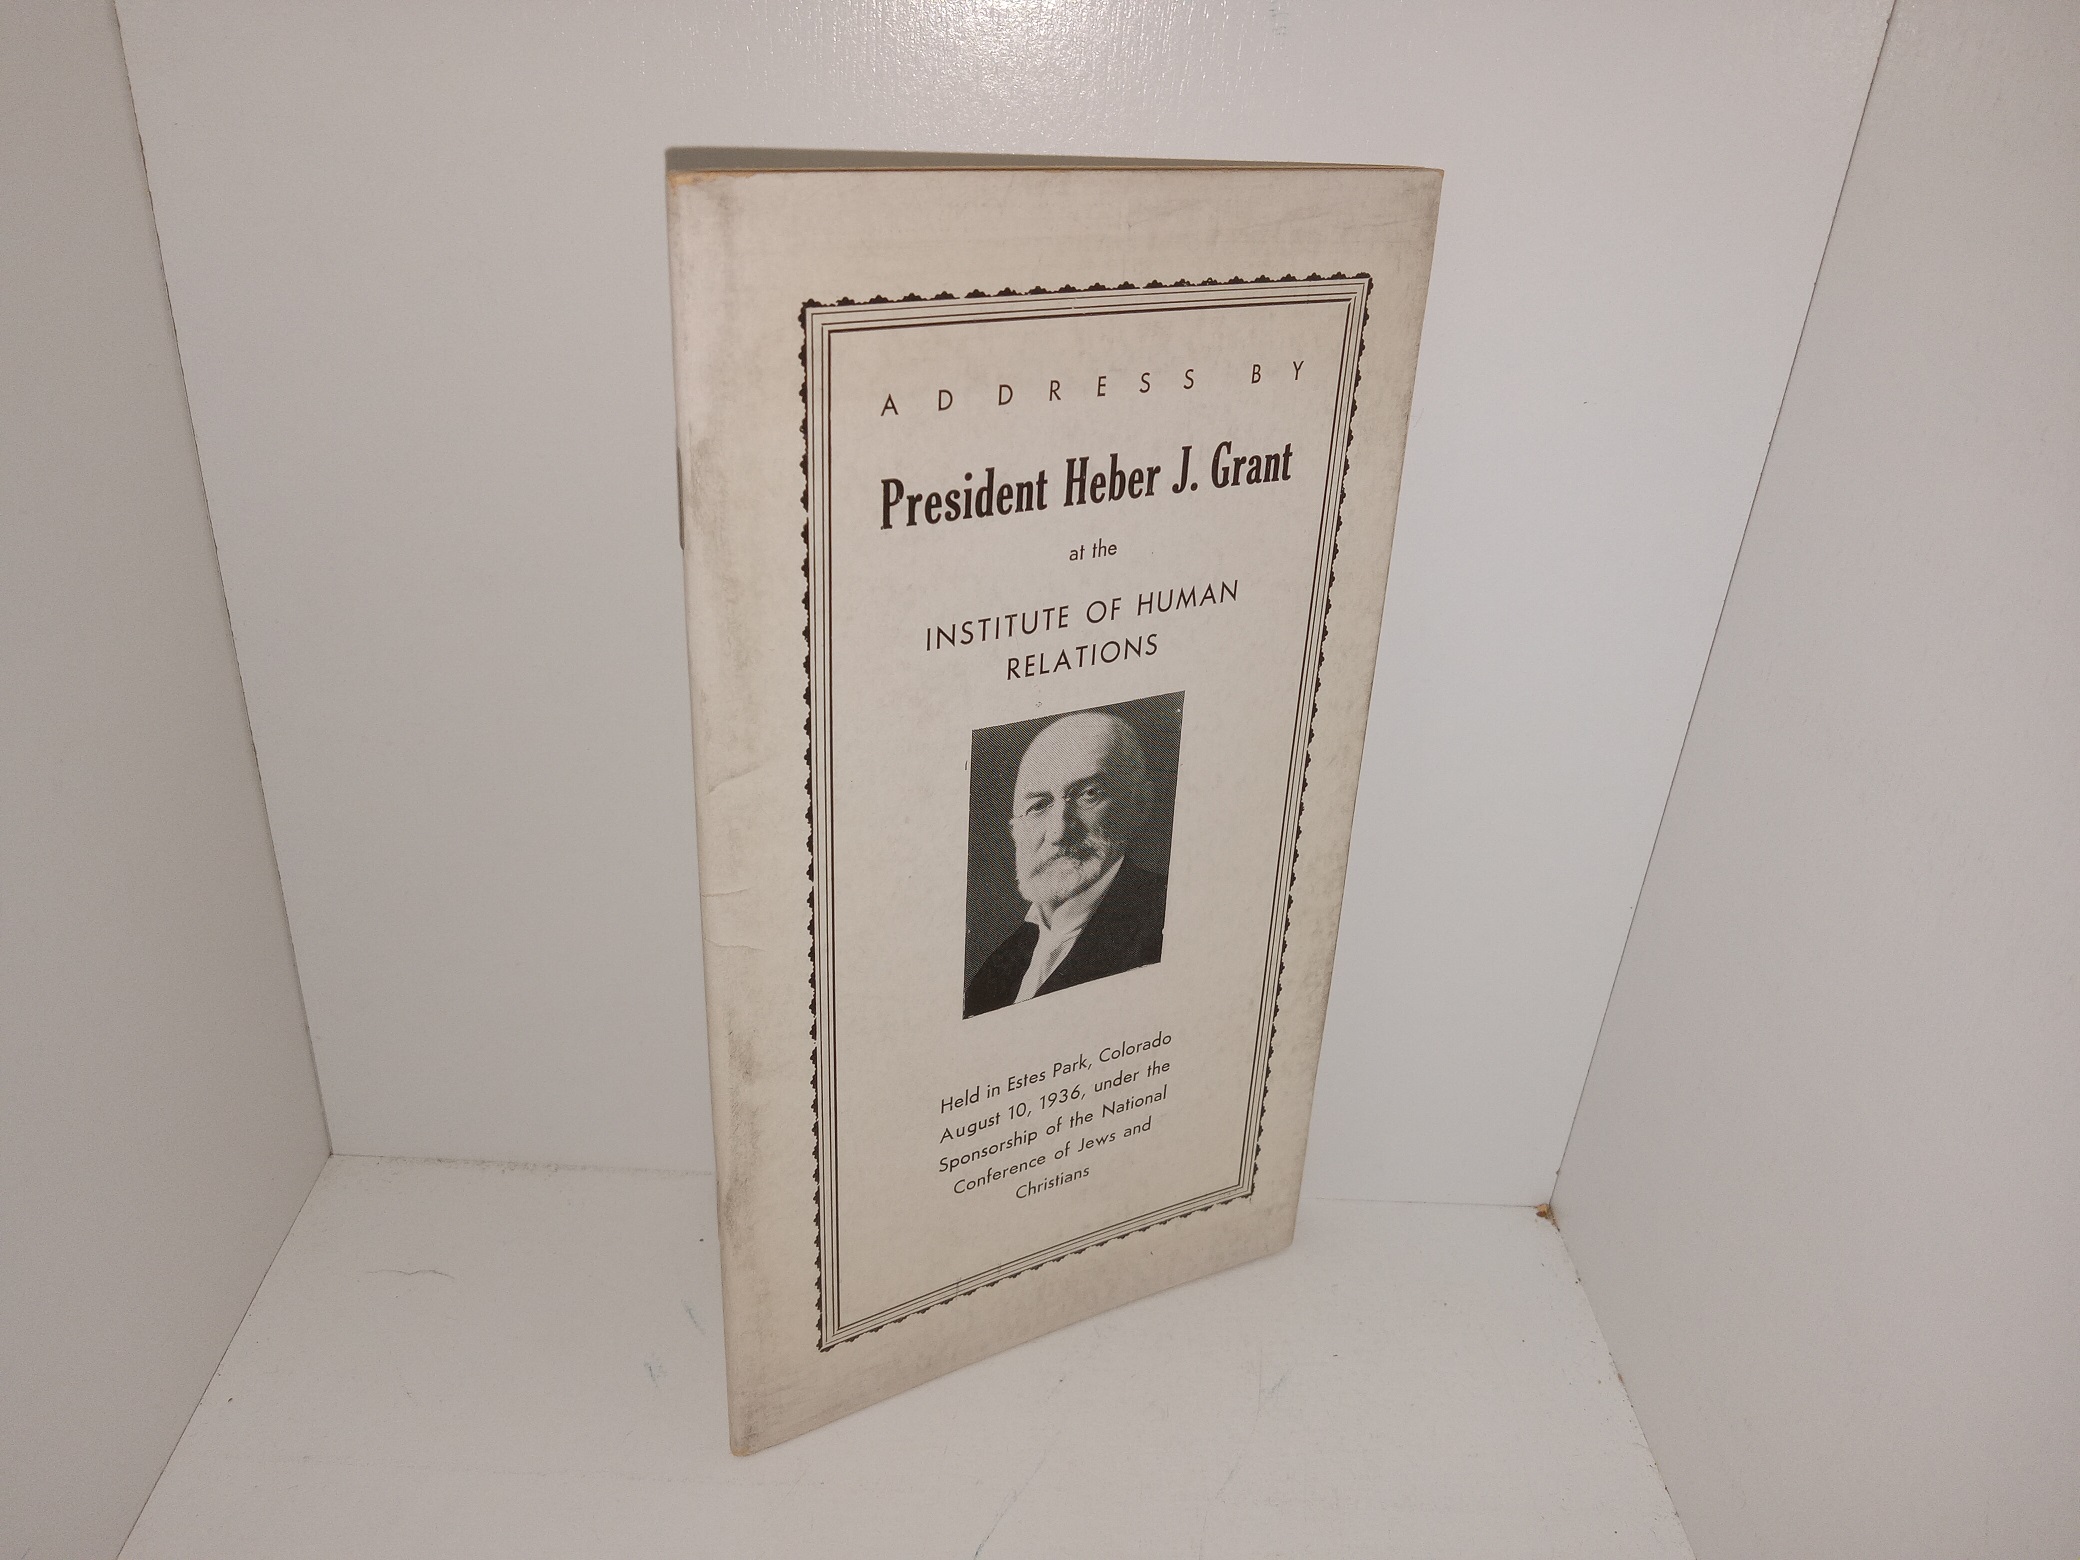 ADDRESS BY
President Heber J. Grant
at the
INSTITUTE OF HUMAN
RELATIONS
Held in Estes Park, Colorado
August 10, 1936, under the
Sponsorship of the National
Conference of Jews and
Christians